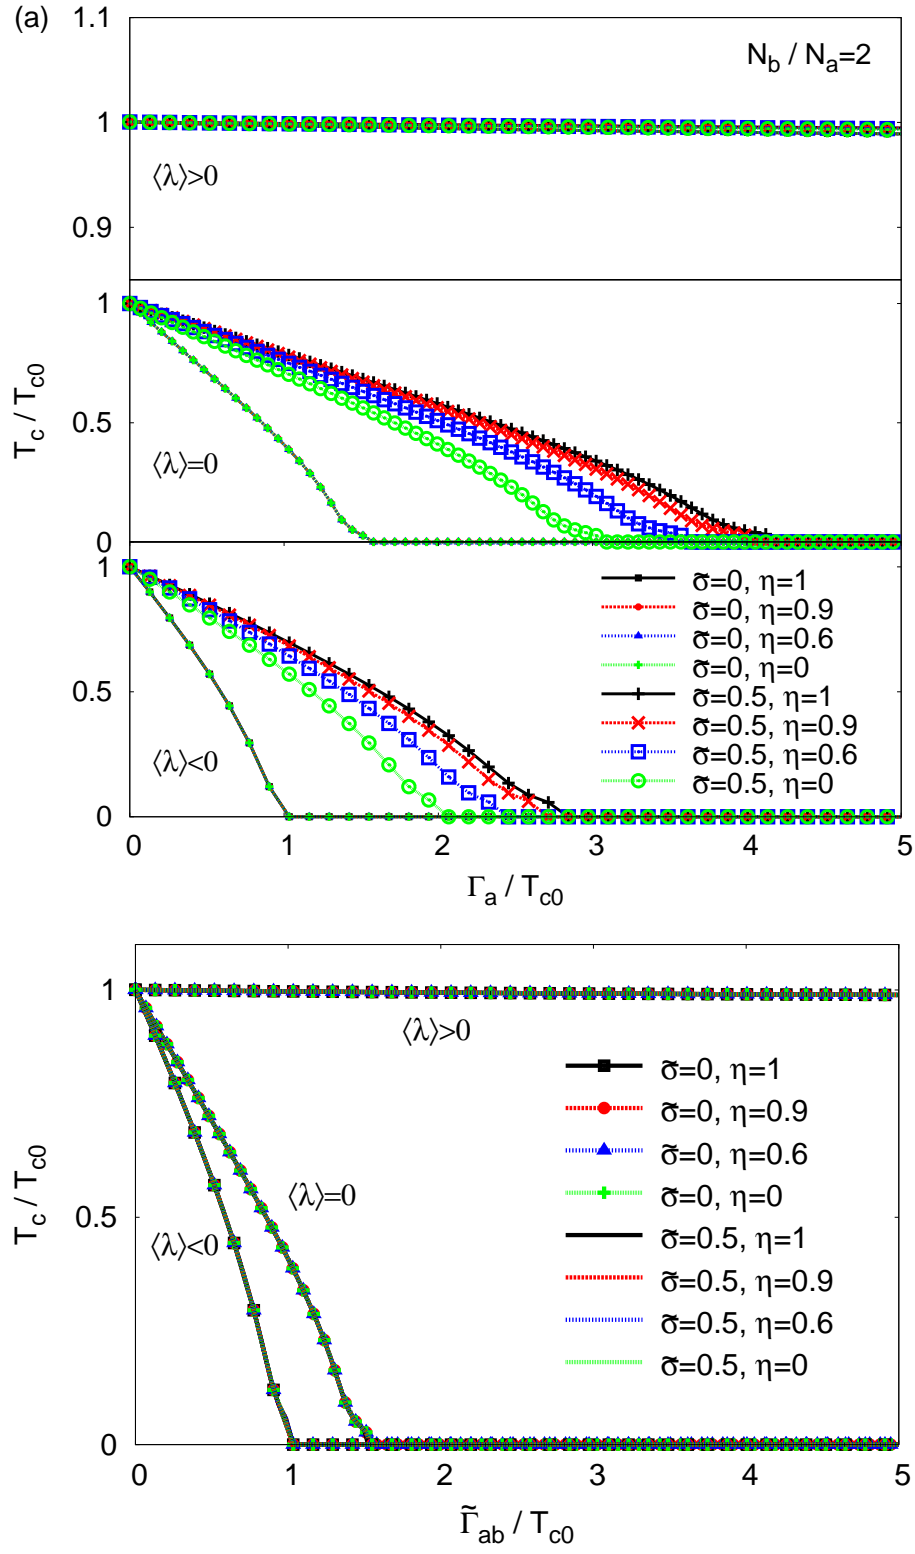 (a)
1.1
N_b / N_a=2
1
⟨λ⟩>0
0.9
1
T_c / T_c0
0.5
⟨λ⟩=0
0
1
σ̃=0, η=1
σ̃=0, η=0.9
σ̃=0, η=0.6
σ̃=0, η=0
0.5
σ̃=0.5, η=1
σ̃=0.5, η=0.9
⟨λ⟩<0
σ̃=0.5, η=0.6
σ̃=0.5, η=0
0
0 1 2 3 4 5
Γ_a / T_c0
1
⟨λ⟩>0
σ̃=0, η=1
σ̃=0, η=0.9
σ̃=0, η=0.6
T_c / T_c0
⟨λ⟩=0
σ̃=0, η=0
0.5
⟨λ⟩<0
σ̃=0.5, η=1
σ̃=0.5, η=0.9
σ̃=0.5, η=0.6
σ̃=0.5, η=0
0
0 1 2 3 4 5
Γ̃_ab / T_c0